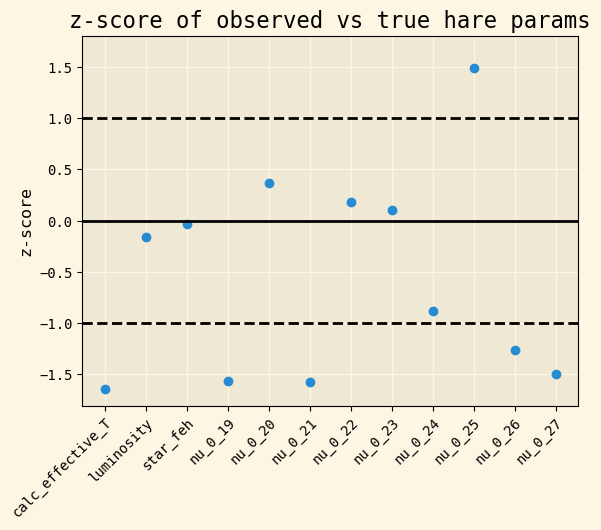 z-score of observed vs true hare params
z-score
1.5
1.0
0.5
0.0
−0.5
−1.0
−1.5
calc_effective_T
luminosity
star_feh
nu_0_19
nu_0_20
nu_0_21
nu_0_22
nu_0_23
nu_0_24
nu_0_25
nu_0_26
nu_0_27